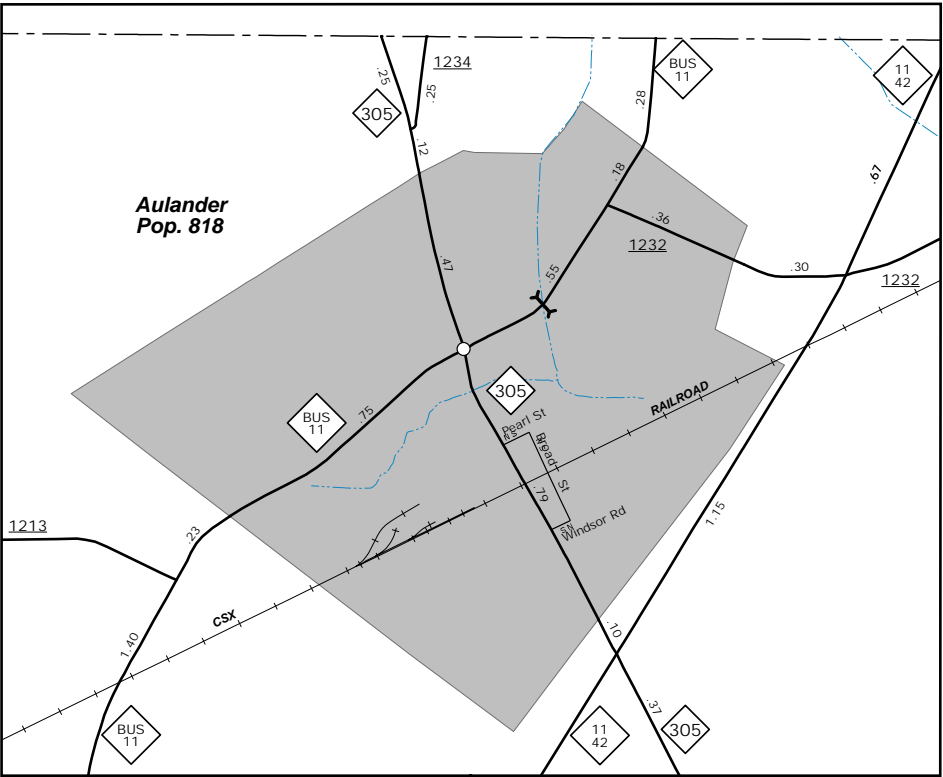 1234
BUS
11
11
42
.25
.25
305
.28
.12
.18
.67
Aulander
Pop. 818
.36
1232
.47
.55
.30
1232
305
RAILROAD
BUS
11
.75
Pearl St
NS
Broad St
.79
1213
.23
SN
Windsor Rd
1.15
CSX
1.40
.10
.37
BUS
11
11
42
305